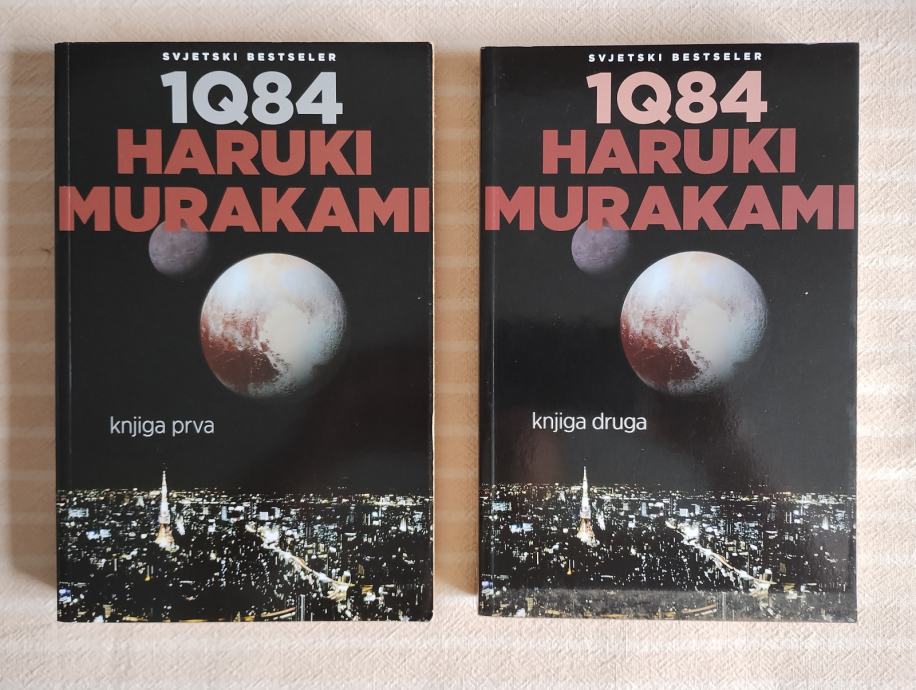 SVJETSKI BESTSELER
1Q84
HARUKI
MURAKAMI
knjiga prva
SVJETSKI BESTSELER
1Q84
HARUKI
MURAKAMI
knjiga druga